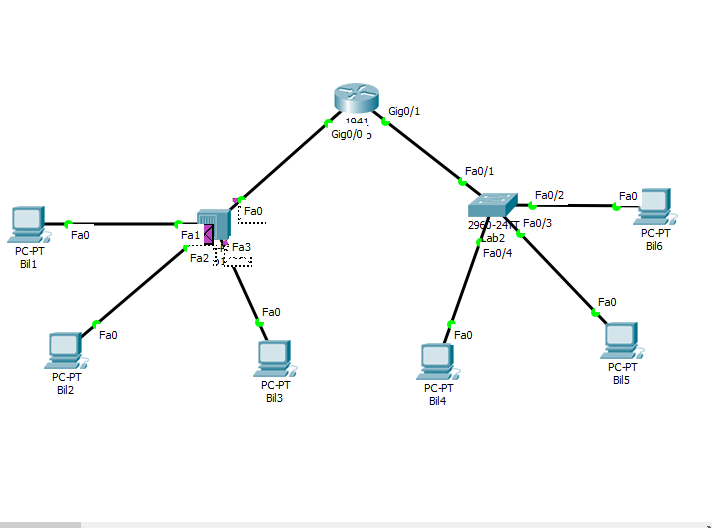 Gig0/1
1941
Gig0/0
Fa0/1
Fa0/2
Fa0
Fa0
2960-24TT
Fa0/3
Lab2
PC-PT
Bil6
Fa1
Fa0
Fa3
PC-PT
Bil1
Fa2
Fa0/4
Fa0
Fa0
Fa0
Fa0
PC-PT
Bil2
PC-PT
Bil3
PC-PT
Bil4
PC-PT
Bil5